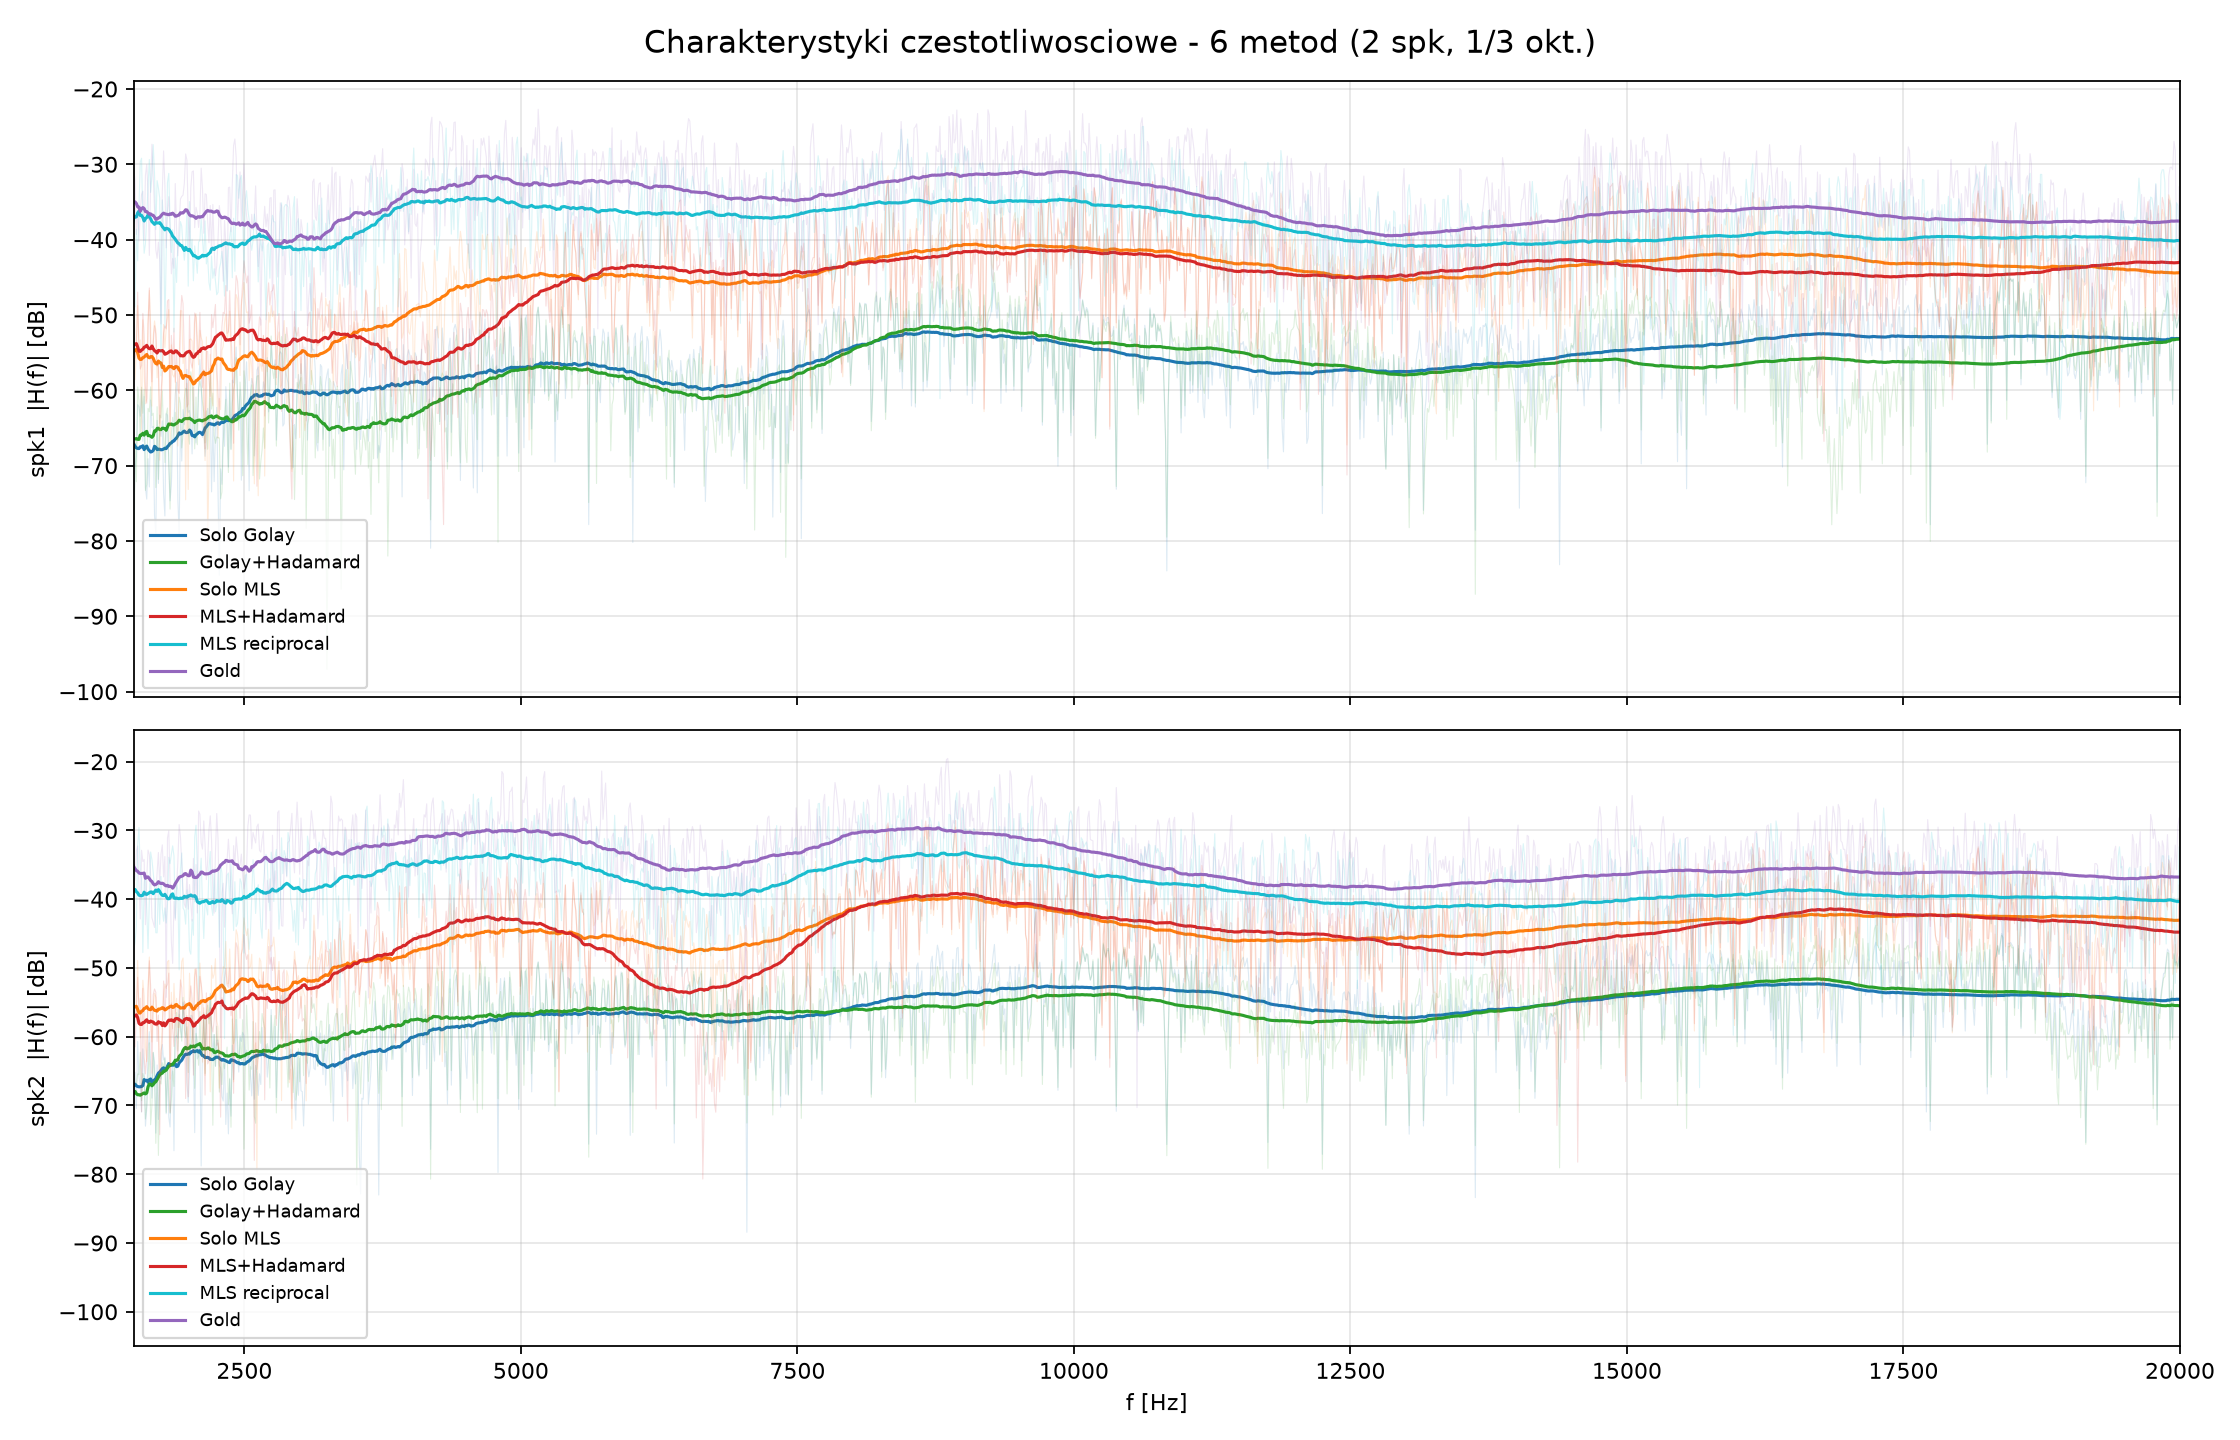 Charakterystyki czestotliwosciowe - 6 metod (2 spk, 1/3 okt.)
−20
−30
−40
−50
−60
−70
−80
−90
−100
spk1 |H(f)| [dB]
Solo Golay
Golay+Hadamard
Solo MLS
MLS+Hadamard
MLS reciprocal
Gold
−20
−30
−40
−50
−60
−70
−80
−90
−100
spk2 |H(f)| [dB]
Solo Golay
Golay+Hadamard
Solo MLS
MLS+Hadamard
MLS reciprocal
Gold
2500 5000 7500 10000 12500 15000 17500 20000
f [Hz]